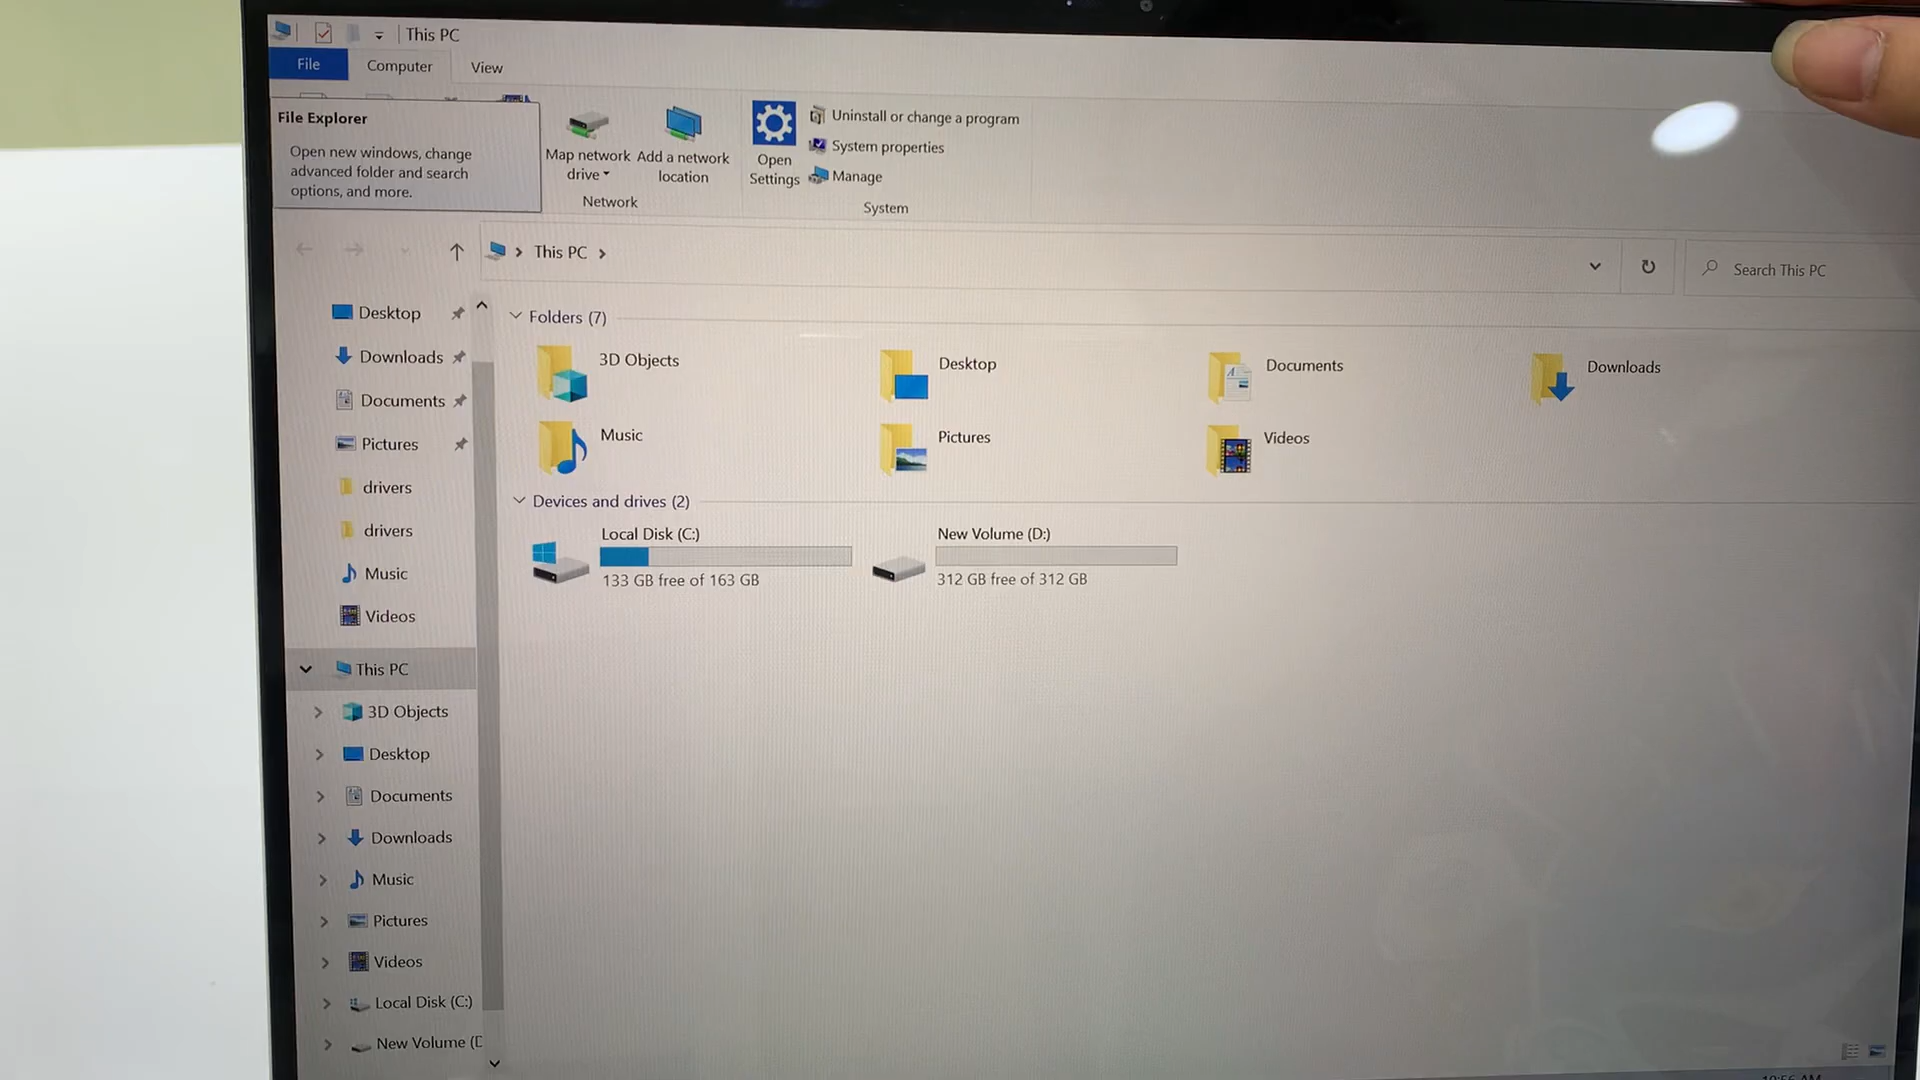 This PC
File
Computer
View
File Explorer
Open new windows, change
advanced folder and search
options, and more.
Map network
drive
Add a network
location
Network
Open
Settings
Uninstall or change a program
System properties
Manage
System
This PC
Search This PC
Desktop
Downloads
Documents
Pictures
drivers
drivers
Music
Videos
This PC
3D Objects
Desktop
Documents
Downloads
Music
Pictures
Videos
Local Disk (C:)
New Volume (D
Folders (7)
3D Objects
Desktop
Documents
Downloads
Music
Pictures
Videos
Devices and drives (2)
Local Disk (C:)
133 GB free of 163 GB
New Volume (D:)
312 GB free of 312 GB